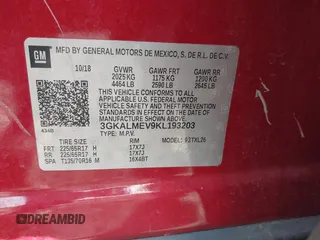 GM
MFD BY GENERAL MOTORS DE MEXICO, S. DE R.L. DE C.V.
10/18 GVWR GAWR FRT GAWR RR
2025 KG 1175 KG 1200 KG
4464 LB 2590 LB 2645 LB
THIS VEHICLE CONFORMS TO ALL APPLICABLE U.S. FEDERAL MOTOR
VEHICLE SAFETY, BUMPER, AND THEFT PREVENTION STANDARDS
IN EFFECT ON THE DATE OF MANUFACTURE SHOWN ABOVE.
3GKALMEV9KL193203
TYPE: M.P.V. MODEL:
TIRE SIZE RIM
FRT 225/65R17 H 17X7J
RR 225/65R17 H 17X7J
SPA T135/70R16 M 16X4BT
DREAMBID